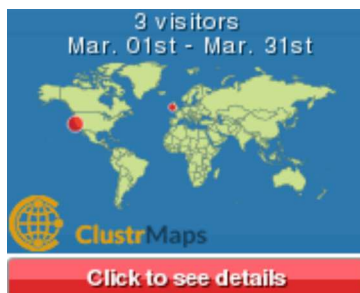 3 visitors
Mar. 01st - Mar. 31st
ClustrMaps
Click to see details